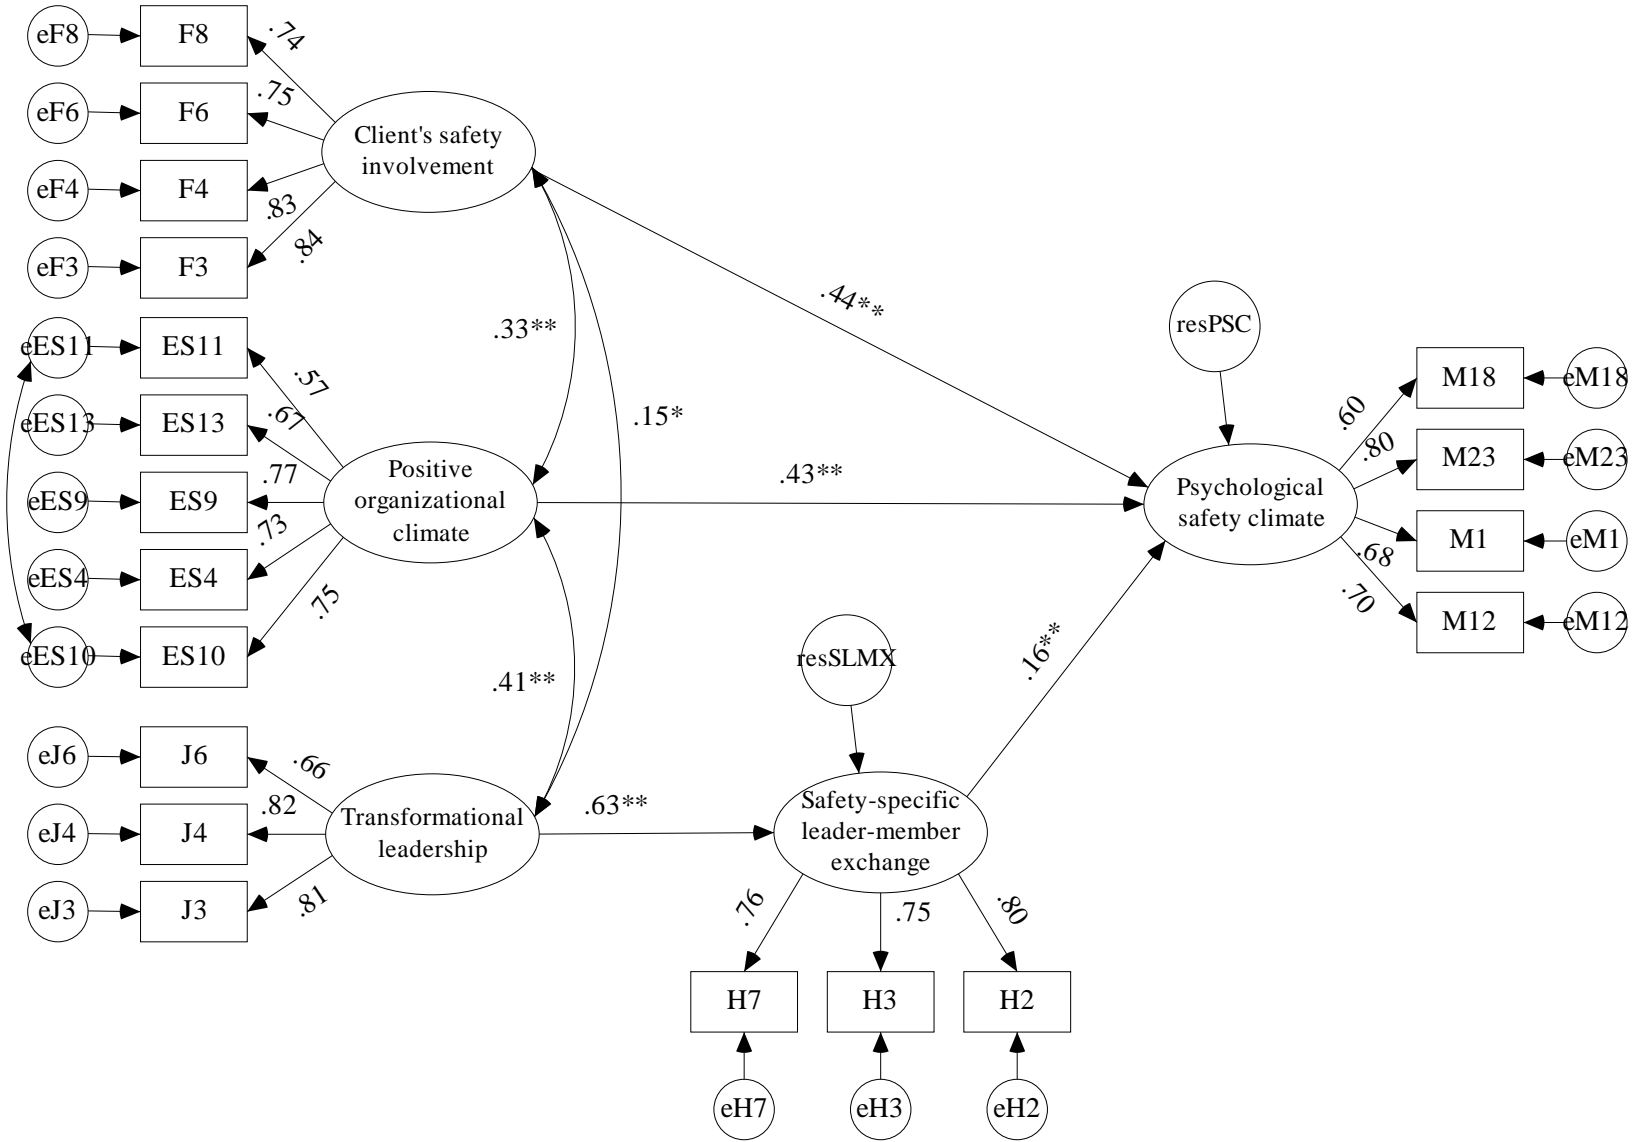 eF8
F8
.74
eF6
F6
.75
eF4
F4
.83
eF3
F3
.84
Client's safety
involvement
eES11
ES11
.57
eES13
ES13
.67
eES9
ES9
.77
eES4
ES4
.73
eES10
ES10
.75
Positive
organizational
climate
eJ6
J6
.66
eJ4
J4
.82
eJ3
J3
.81
Transformational
leadership
.33**
.15*
.41**
.44**
.43**
.63**
.16**
resSLMX
Safety-specific
leader-member
exchange
.76
.75
.80
H7
H3
H2
eH7
eH3
eH2
resPSC
Psychological
safety climate
.60
M18
eM18
.80
M23
eM23
.68
M1
eM1
.70
M12
eM12